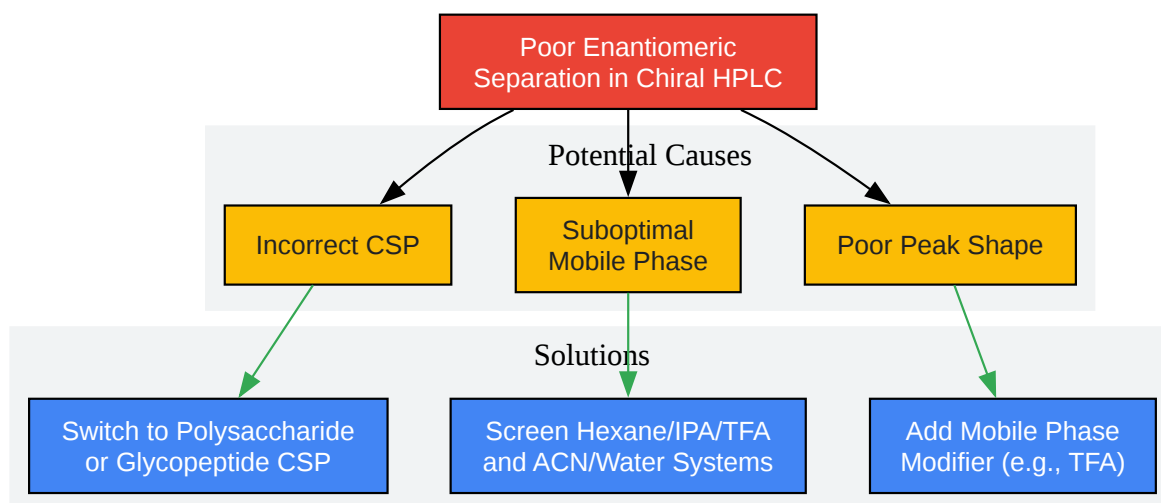 Poor Enantiomeric
Separation in Chiral HPLC
Potential Causes
Incorrect CSP
Suboptimal
Mobile Phase
Poor Peak Shape
Solutions
Switch to Polysaccharide
or Glycopeptide CSP
Screen Hexane/IPA/TFA
and ACN/Water Systems
Add Mobile Phase
Modifier (e.g., TFA)